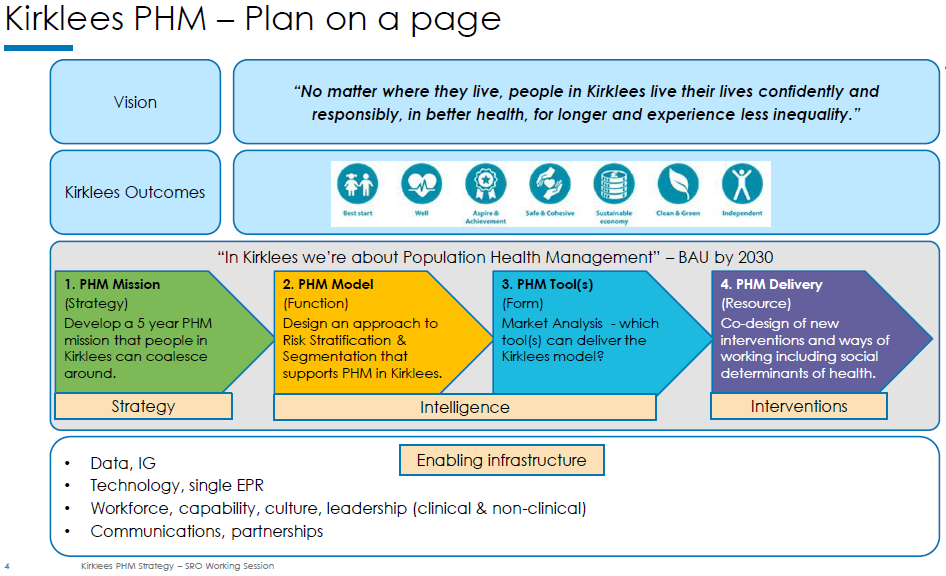 Kirklees PHM – Plan on a page
Vision
“No matter where they live, people in Kirklees live their lives confidently and
responsibly, in better health, for longer and experience less inequality.”
Kirklees Outcomes
Best start
Well
Aspire &
Achievement
Safe & Cohesive
Sustainable
economy
Clean & Green
Independent
“In Kirklees we’re about Population Health Management” – BAU by 2030
1. PHM Mission
(Strategy)
Develop a 5 year PHM
mission that people in
Kirklees can coalesce
around.
2. PHM Model
(Function)
Design an approach to
Risk Stratification &
Segmentation that
supports PHM in Kirklees.
3. PHM Tool(s)
(Form)
Market Analysis - which
tool(s) can deliver the
Kirklees model?
4. PHM Delivery
(Resource)
Co-design of new
interventions and ways of
working including social
determinants of health.
Strategy
Intelligence
Interventions
Enabling infrastructure
• Data, IG
• Technology, single EPR
• Workforce, capability, culture, leadership (clinical & non-clinical)
• Communications, partnerships
4
Kirklees PHM Strategy – SRO Working Session